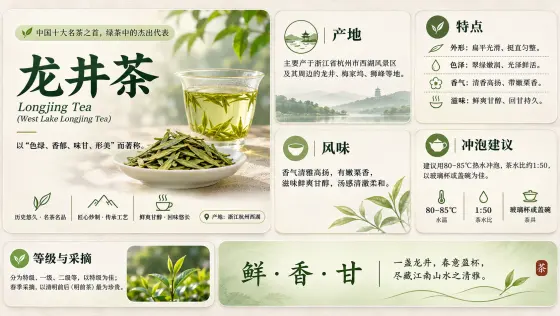 中国十大名茶之首，绿茶中的杰出代表
龙井茶
Longjing Tea
(West Lake Longjing Tea)
以“色绿、香郁、味甘、形美”而著称。
历史悠久·名茶名品
匠心炒制·传承工艺
鲜爽甘醇·回味悠长
产地：浙江杭州西湖
产地
主要产于浙江省杭州市西湖风景区
及其周边的龙井、梅家坞、狮峰等地。
特点
外形：扁平光滑，挺直匀整。
色泽：翠绿嫩润，光泽鲜活。
香气：清香高扬，带嫩栗香。
滋味：鲜爽甘醇，回甘持久。
风味
香气清雅高扬，有嫩栗香，
滋味鲜爽甘醇，汤感清澈柔和。
冲泡建议
建议用80~85℃热水冲泡，茶水比约1:50，
以玻璃杯或盖碗为佳。
80~85℃
水温
1:50
茶水比
玻璃杯或盖碗
茶具
等级与采摘
分为特级、一级、二级等，以特级为佳；
春季采摘，以清明前后（明前茶）最为珍贵。
鲜·香·甘
一盏龙井，春意盈杯，
尽藏江南山水之清雅。
茶